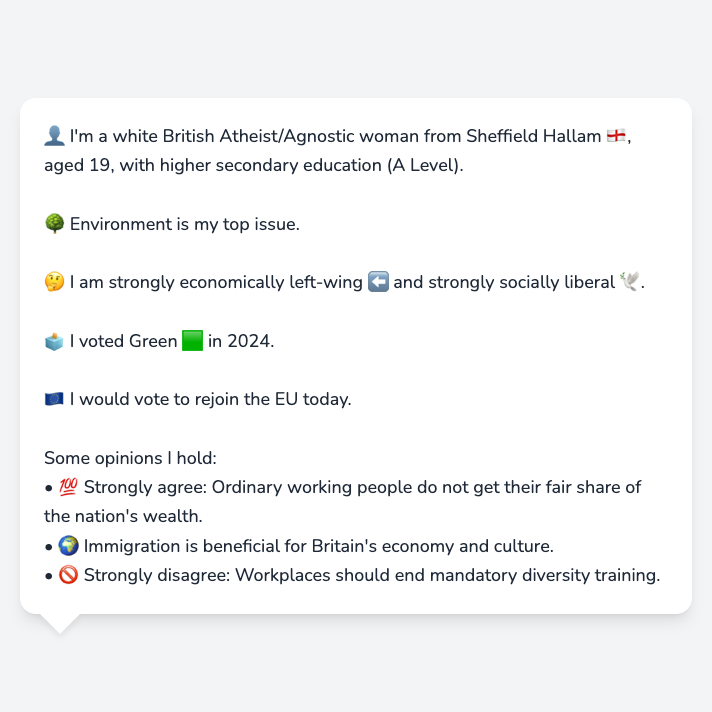 👤 I'm a white British Atheist/Agnostic woman from Sheffield Hallam 🏴󠁧󠁢󠁥󠁮󠁧󠁿,
aged 19, with higher secondary education (A Level).
🌳 Environment is my top issue.
🤔 I am strongly economically left-wing ⬅️ and strongly socially liberal 🕊️.
🗳️ I voted Green 🟩 in 2024.
🇪🇺 I would vote to rejoin the EU today.
Some opinions I hold:
• 💯 Strongly agree: Ordinary working people do not get their fair share of
the nation's wealth.
• 🌍 Immigration is beneficial for Britain's economy and culture.
• 🚫 Strongly disagree: Workplaces should end mandatory diversity training.